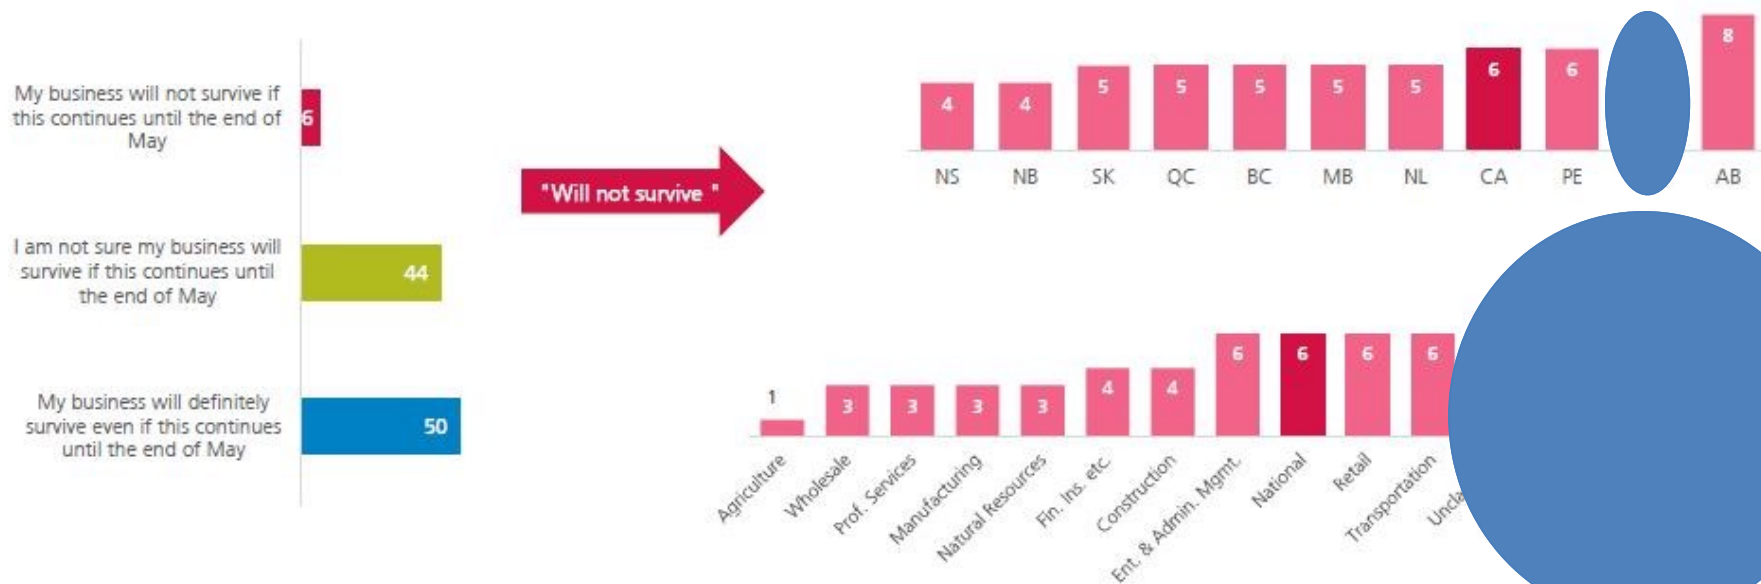 My business will not survive if
this continues until the end of
May
6
I am not sure my business will
survive if this continues until
the end of May
44
My business will definitely
survive even if this continues
until the end of May
50
"Will not survive "
4 4 5 5 5 5 5 6 6 8
NS NB SK QC BC MB NL CA PE AB
1 3 3 3 3 4 4 6 6 6 6
Agriculture
Wholesale
Prof. Services
Manufacturing
Natural Resources
Fin. Ins. etc.
Construction
Ent. & Admin. Mgmt.
National
Retail
Transportation